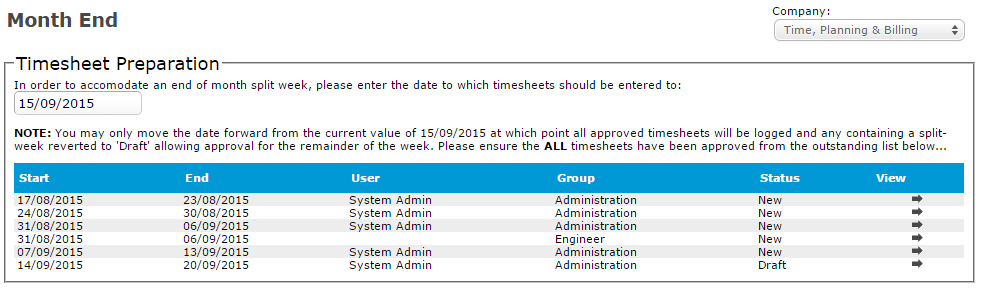 Month End
Company:
Time, Planning & Billing
Timesheet Preparation
In order to accomodate an end of month split week, please enter the date to which timesheets should be entered to:
15/09/2015
NOTE: You may only move the date forward from the current value of 15/09/2015 at which point all approved timesheets will be logged and any containing a split-
week reverted to 'Draft' allowing approval for the remainder of the week. Please ensure the ALL timesheets have been approved from the outstanding list below...
Start End User Group Status View
17/08/2015 23/08/2015 System Admin Administration New
24/08/2015 30/08/2015 System Admin Administration New
31/08/2015 06/09/2015 System Admin Administration New
31/08/2015 06/09/2015 Engineer New
07/09/2015 13/09/2015 System Admin Administration New
14/09/2015 20/09/2015 System Admin Administration Draft